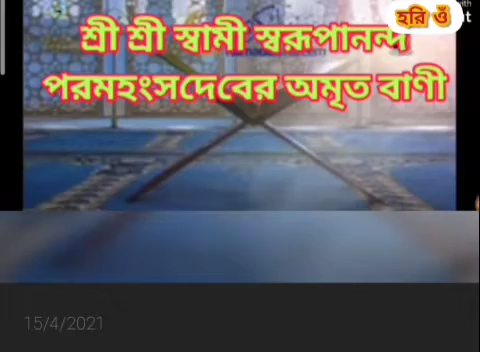 হরি ওঁ
শ্রী শ্রী স্বামী স্বরূপানন্দ
পরমহংসদেবের অমৃত বাণী
15/4/2021